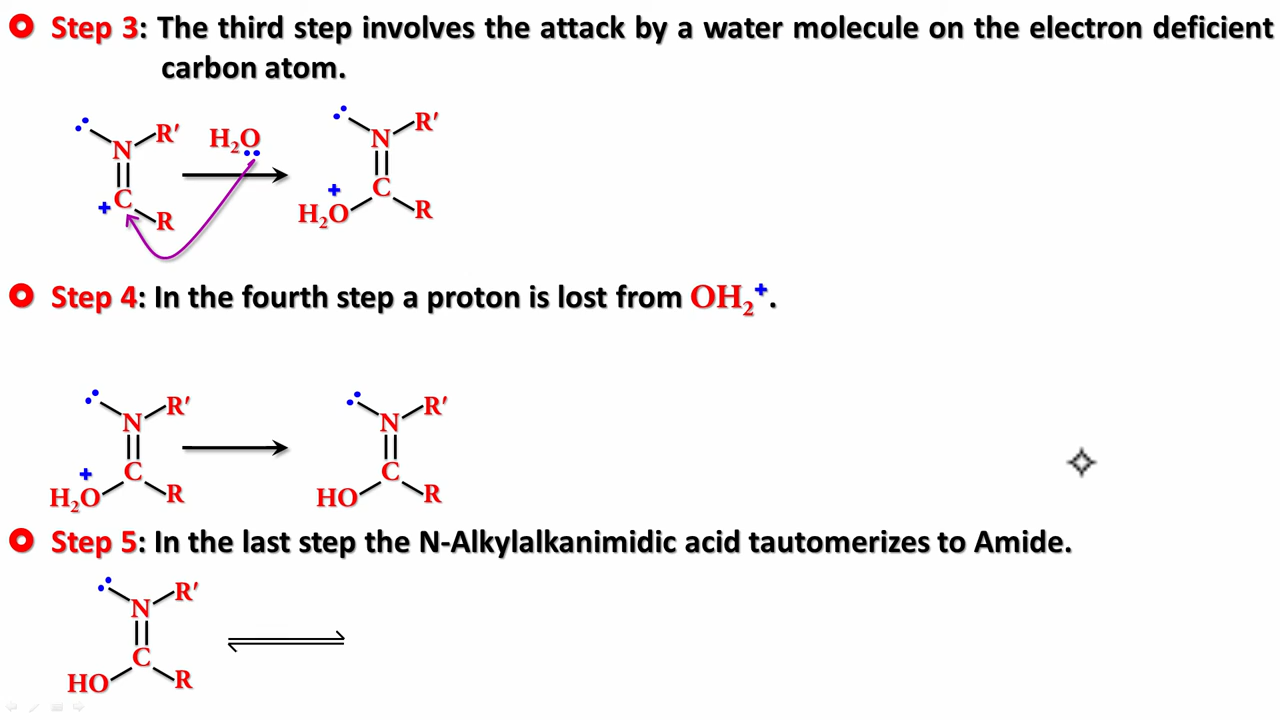 Step 3: The third step involves the attack by a water molecule on the electron deficient
carbon atom.
N R′ H₂O N R′
+ C R + H₂O C R
Step 4: In the fourth step a proton is lost from OH₂⁺.
N R′ N R′
+ H₂O C R HO C R
Step 5: In the last step the N-Alkylalkanimidic acid tautomerizes to Amide.
N R′
C
HO R